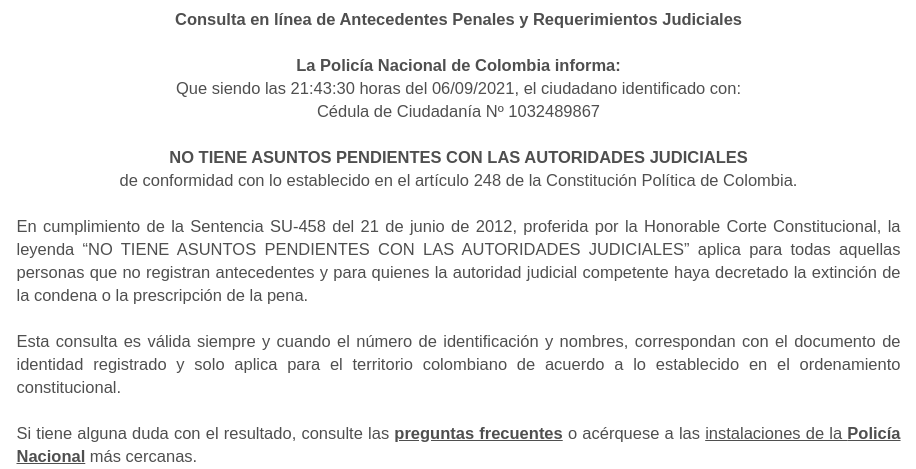 Consulta en línea de Antecedentes Penales y Requerimientos Judiciales
La Policía Nacional de Colombia informa:
Que siendo las 21:43:30 horas del 06/09/2021, el ciudadano identificado con:
Cédula de Ciudadanía Nº 1032489867
NO TIENE ASUNTOS PENDIENTES CON LAS AUTORIDADES JUDICIALES
de conformidad con lo establecido en el artículo 248 de la Constitución Política de Colombia.
En cumplimiento de la Sentencia SU-458 del 21 de junio de 2012, proferida por la Honorable Corte Constitucional, la
leyenda “NO TIENE ASUNTOS PENDIENTES CON LAS AUTORIDADES JUDICIALES” aplica para todas aquellas
personas que no registran antecedentes y para quienes la autoridad judicial competente haya decretado la extinción de
la condena o la prescripción de la pena.
Esta consulta es válida siempre y cuando el número de identificación y nombres, correspondan con el documento de
identidad registrado y solo aplica para el territorio colombiano de acuerdo a lo establecido en el ordenamiento
constitucional.
Si tiene alguna duda con el resultado, consulte las preguntas frecuentes o acérquese a las instalaciones de la Policía
Nacional más cercanas.